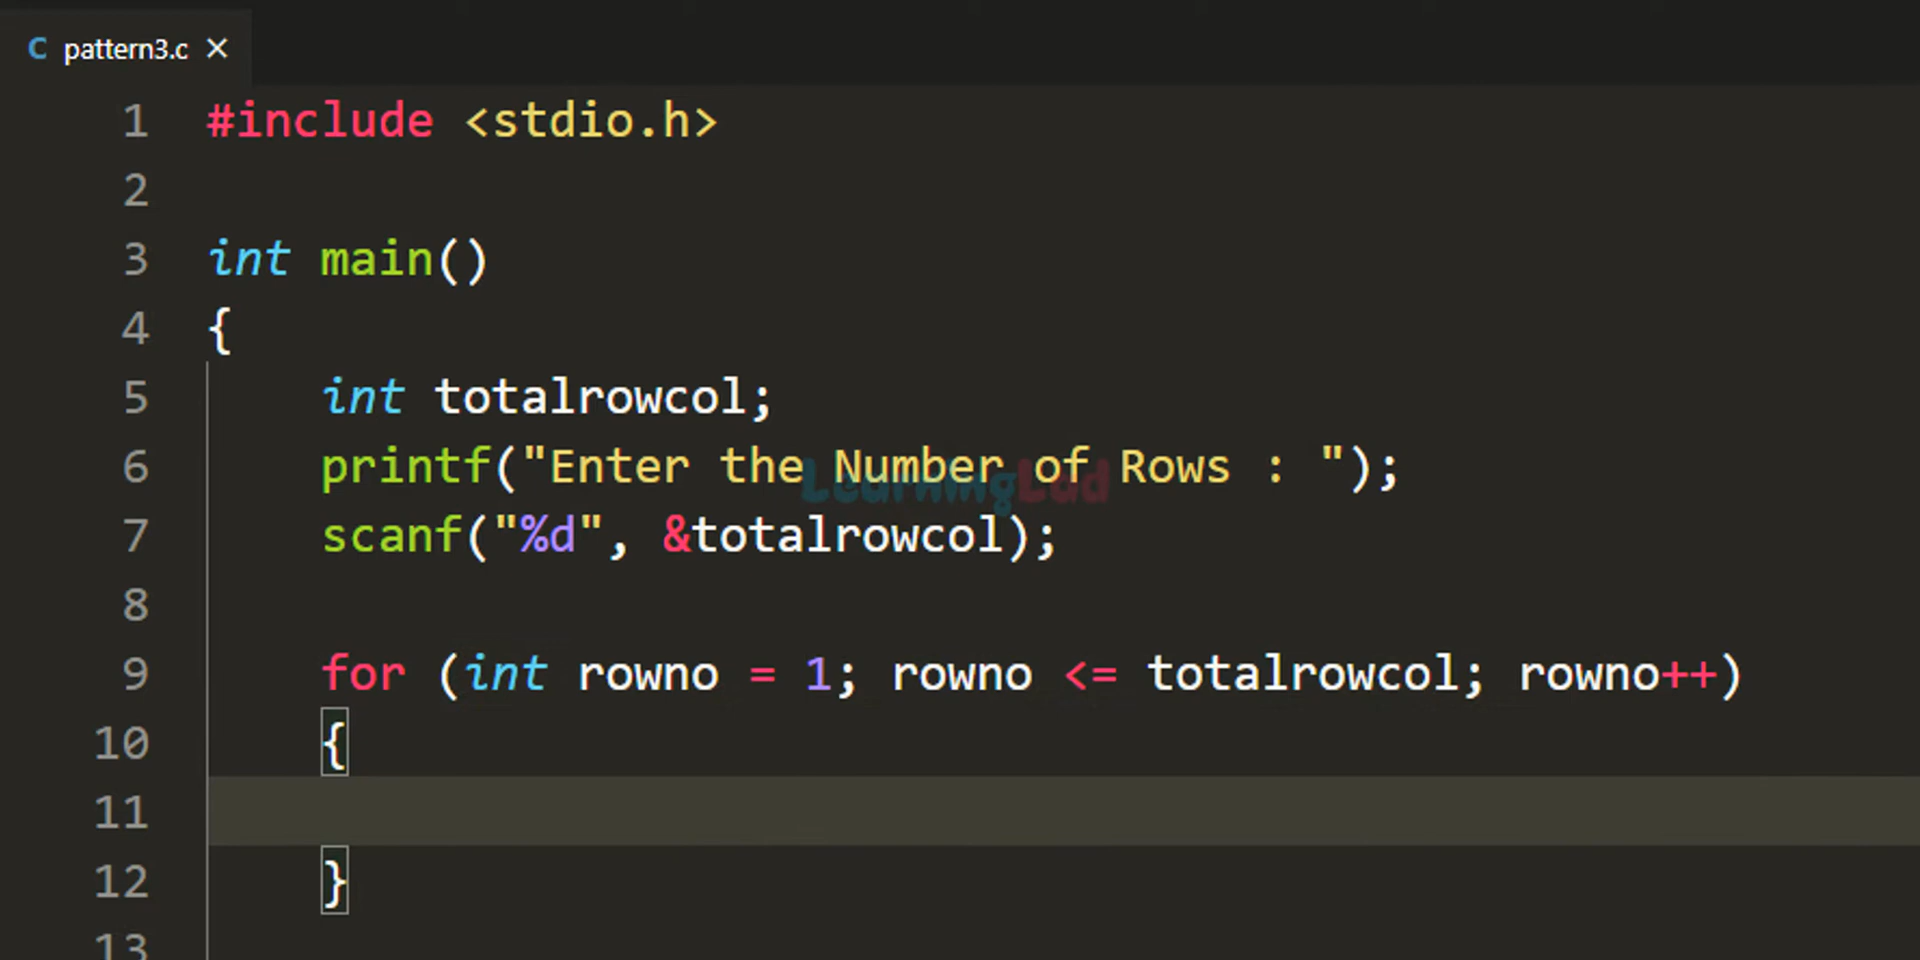 C pattern3.c ×
1 #include <stdio.h>
2
3 int main()
4 {
5     int totalrowcol;
6     printf("Enter the Number of Rows : ");
7     scanf("%d", &totalrowcol);
8
9     for (int rowno = 1; rowno <= totalrowcol; rowno++)
10     {
11
12     }
13
LearningLad